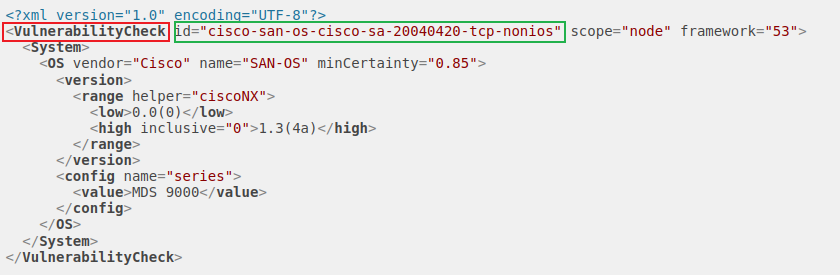 <?xml version="1.0" encoding="UTF-8"?>
<VulnerabilityCheck id="cisco-san-os-cisco-sa-20040420-tcp-nonios" scope="node" framework="53">
  <System>
    <OS vendor="Cisco" name="SAN-OS" minCertainty="0.85">
      <version>
        <range helper="ciscoNX">
          <low>0.0(0)</low>
          <high inclusive="0">1.3(4a)</high>
        </range>
      </version>
      <config name="series">
        <value>MDS 9000</value>
      </config>
    </OS>
  </System>
</VulnerabilityCheck>